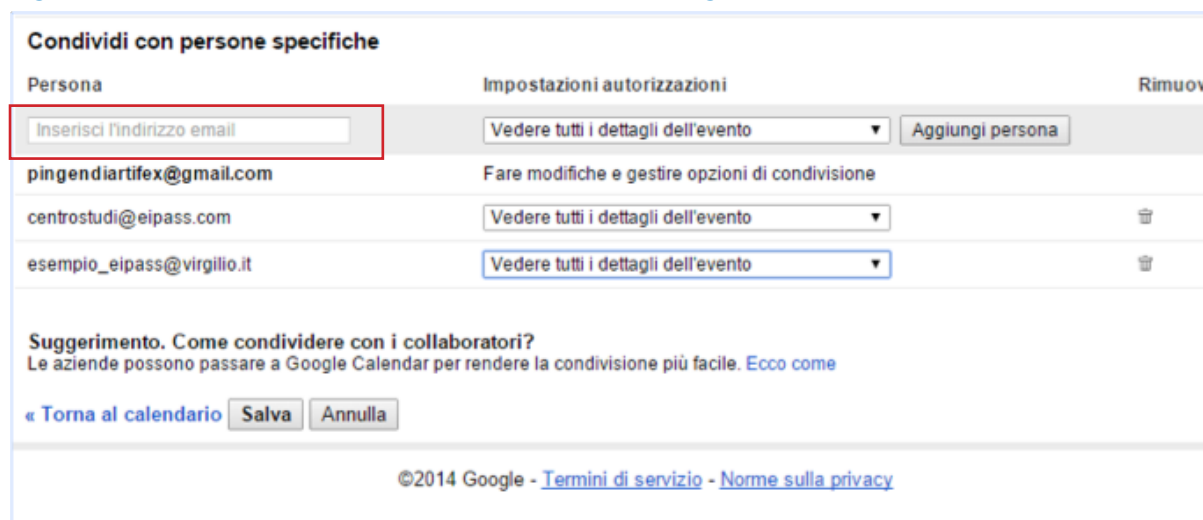 Condividi con persone specifiche
Persona Impostazioni autorizzazioni Rimuov
Inserisci l'indirizzo email Vedere tutti i dettagli dell'evento Aggiungi persona
pingendiartifex@gmail.com Fare modifiche e gestire opzioni di condivisione
centrostudi@eipass.com Vedere tutti i dettagli dell'evento
esempio_eipass@virgilio.it Vedere tutti i dettagli dell'evento
Suggerimento. Come condividere con i collaboratori?
Le aziende possono passare a Google Calendar per rendere la condivisione più facile. Ecco come
« Torna al calendario Salva Annulla
©2014 Google - Termini di servizio - Norme sulla privacy